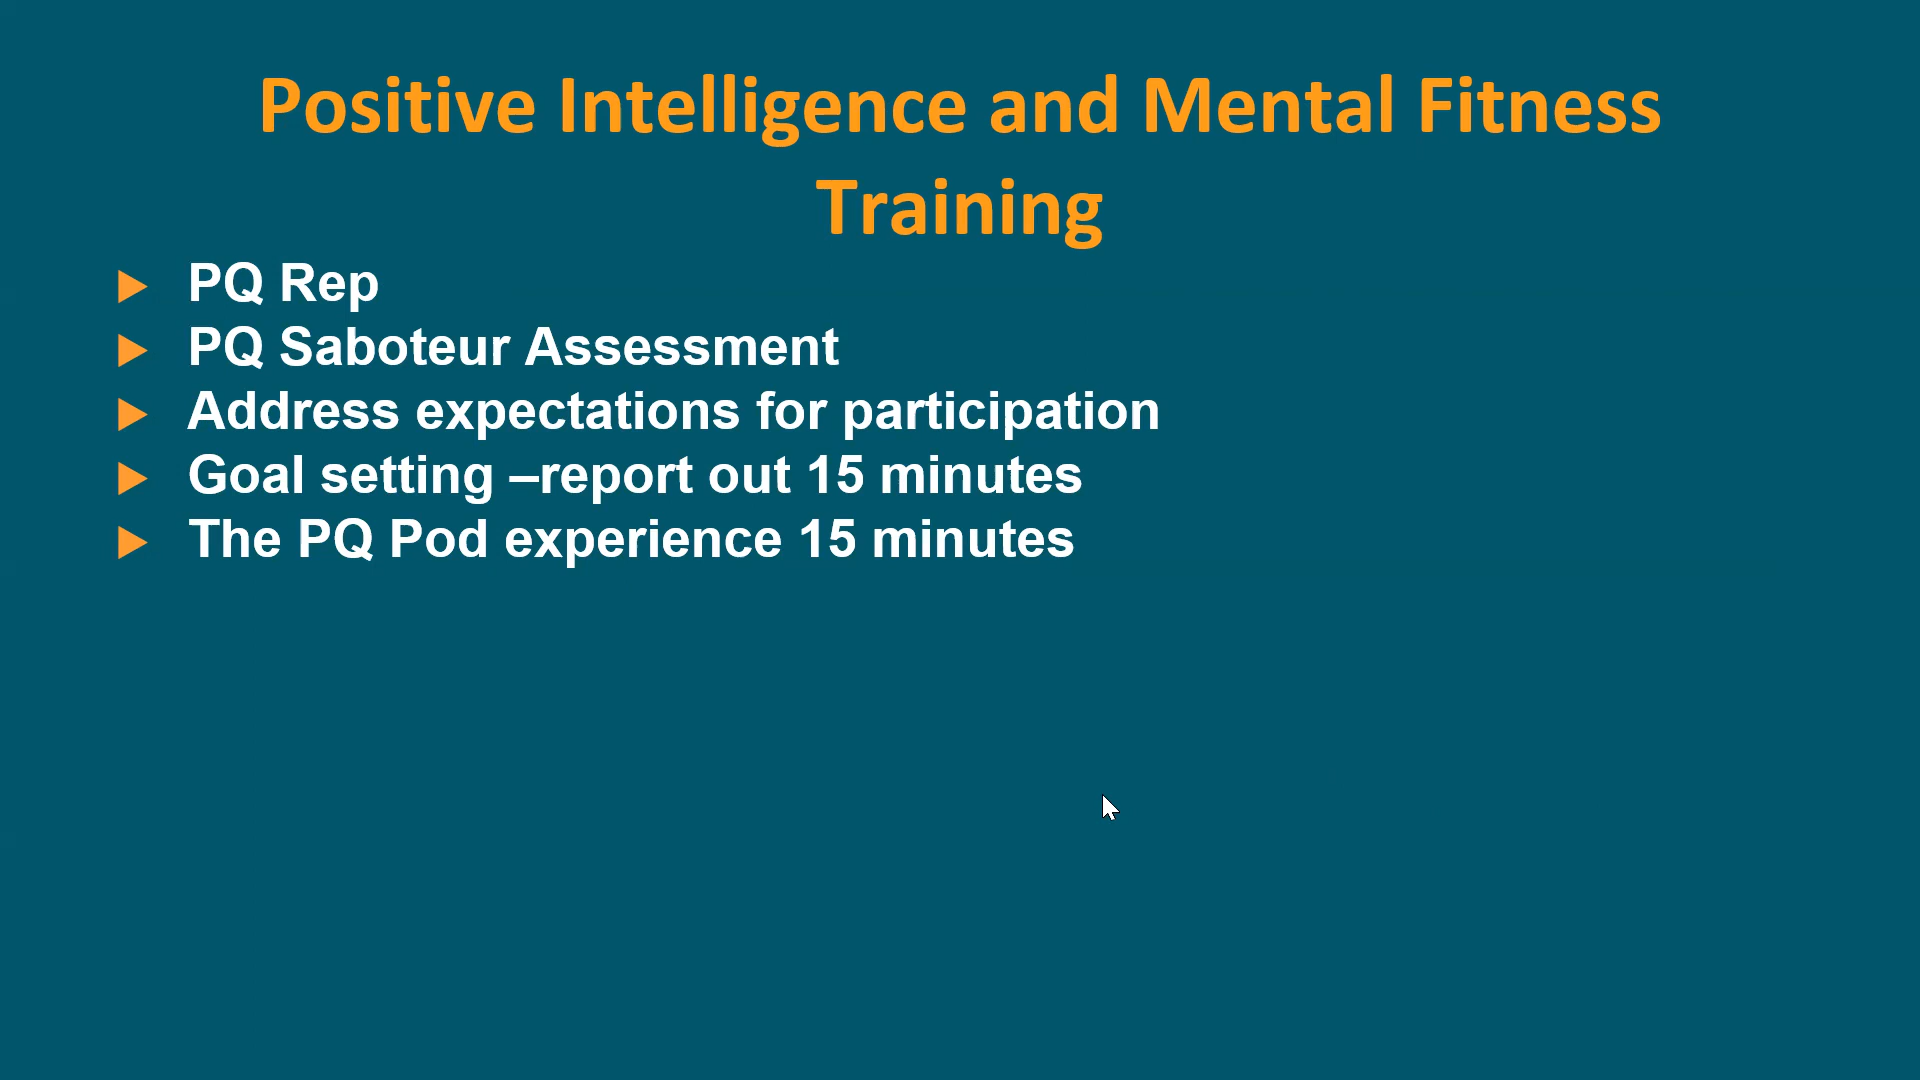 Positive Intelligence and Mental Fitness
Training
PQ Rep
PQ Saboteur Assessment
Address expectations for participation
Goal setting –report out 15 minutes
The PQ Pod experience 15 minutes